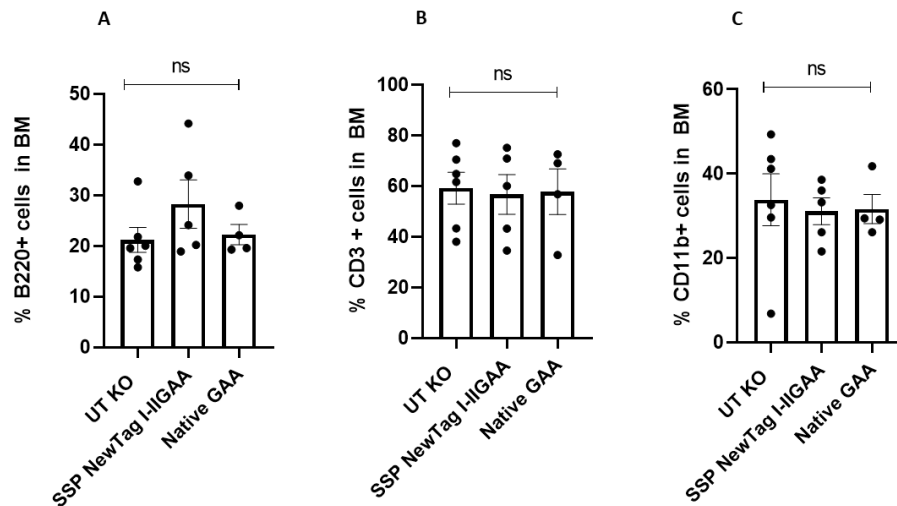 A
ns
% B220+ cells in BM
50
40
30
20
10
0
UT KO
SSP NewTag I-IIGAA
Native GAA
B
ns
% CD3 + cells in BM
100
80
60
40
20
0
UT KO
SSP NewTag I-IIGAA
Native GAA
C
ns
% CD11b+ cells in BM
60
40
20
0
UT KO
SSP NewTag I-IIGAA
Native GAA